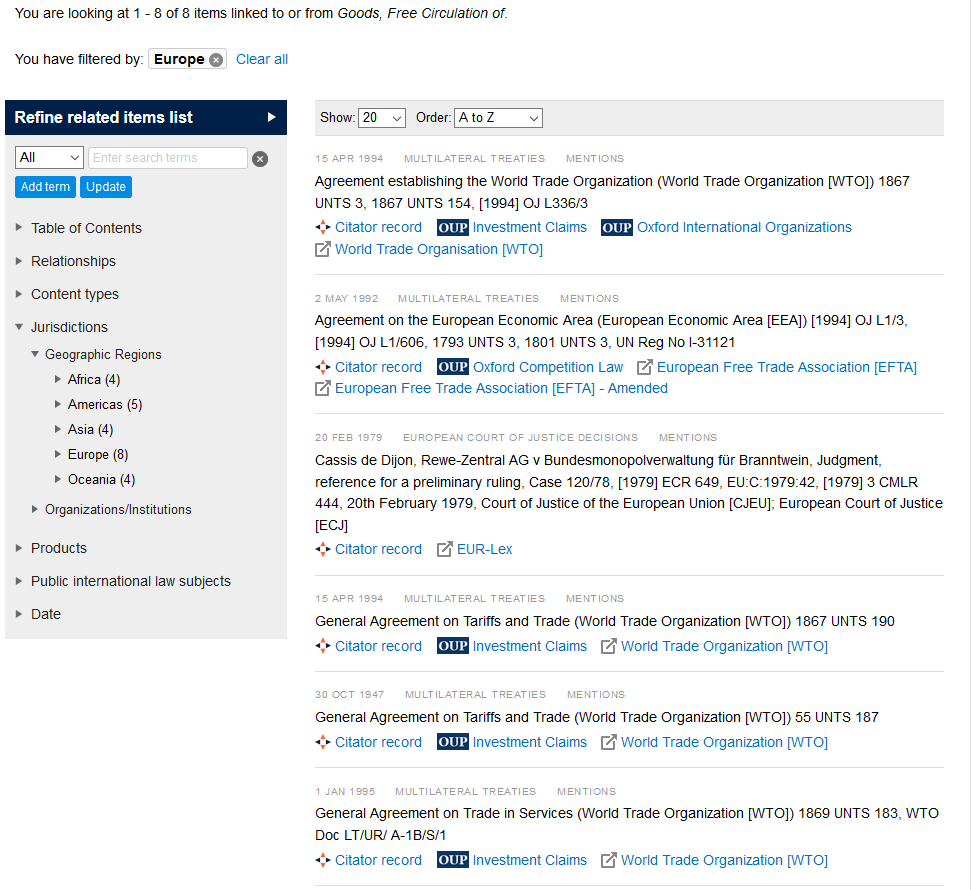 You are looking at 1 - 8 of 8 items linked to or from Goods, Free Circulation of.
You have filtered by: Europe Clear all
Refine related items list
All Enter search terms
Add term Update
Table of Contents
Relationships
Content types
Jurisdictions
Geographic Regions
Africa (4)
Americas (5)
Asia (4)
Europe (8)
Oceania (4)
Organizations/Institutions
Products
Public international law subjects
Date
Show: 20 Order: A to Z
15 APR 1994 MULTILATERAL TREATIES MENTIONS
Agreement establishing the World Trade Organization (World Trade Organization [WTO]) 1867
UNTS 3, 1867 UNTS 154, [1994] OJ L336/3
Citator record OUP Investment Claims OUP Oxford International Organizations
World Trade Organisation [WTO]
2 MAY 1992 MULTILATERAL TREATIES MENTIONS
Agreement on the European Economic Area (European Economic Area [EEA]) [1994] OJ L1/3,
[1994] OJ L1/606, 1793 UNTS 3, 1801 UNTS 3, UN Reg No I-31121
Citator record OUP Oxford Competition Law European Free Trade Association [EFTA]
European Free Trade Association [EFTA] - Amended
20 FEB 1979 EUROPEAN COURT OF JUSTICE DECISIONS MENTIONS
Cassis de Dijon, Rewe-Zentral AG v Bundesmonopolverwaltung für Branntwein, Judgment,
reference for a preliminary ruling, Case 120/78, [1979] ECR 649, EU:C:1979:42, [1979] 3 CMLR
444, 20th February 1979, Court of Justice of the European Union [CJEU]; European Court of Justice
[ECJ]
Citator record EUR-Lex
15 APR 1994 MULTILATERAL TREATIES MENTIONS
General Agreement on Tariffs and Trade (World Trade Organization [WTO]) 1867 UNTS 190
Citator record OUP Investment Claims World Trade Organization [WTO]
30 OCT 1947 MULTILATERAL TREATIES MENTIONS
General Agreement on Tariffs and Trade (World Trade Organization [WTO]) 55 UNTS 187
Citator record OUP Investment Claims World Trade Organization [WTO]
1 JAN 1995 MULTILATERAL TREATIES MENTIONS
General Agreement on Trade in Services (World Trade Organization [WTO]) 1869 UNTS 183, WTO
Doc LT/UR/ A-1B/S/1
Citator record OUP Investment Claims World Trade Organization [WTO]